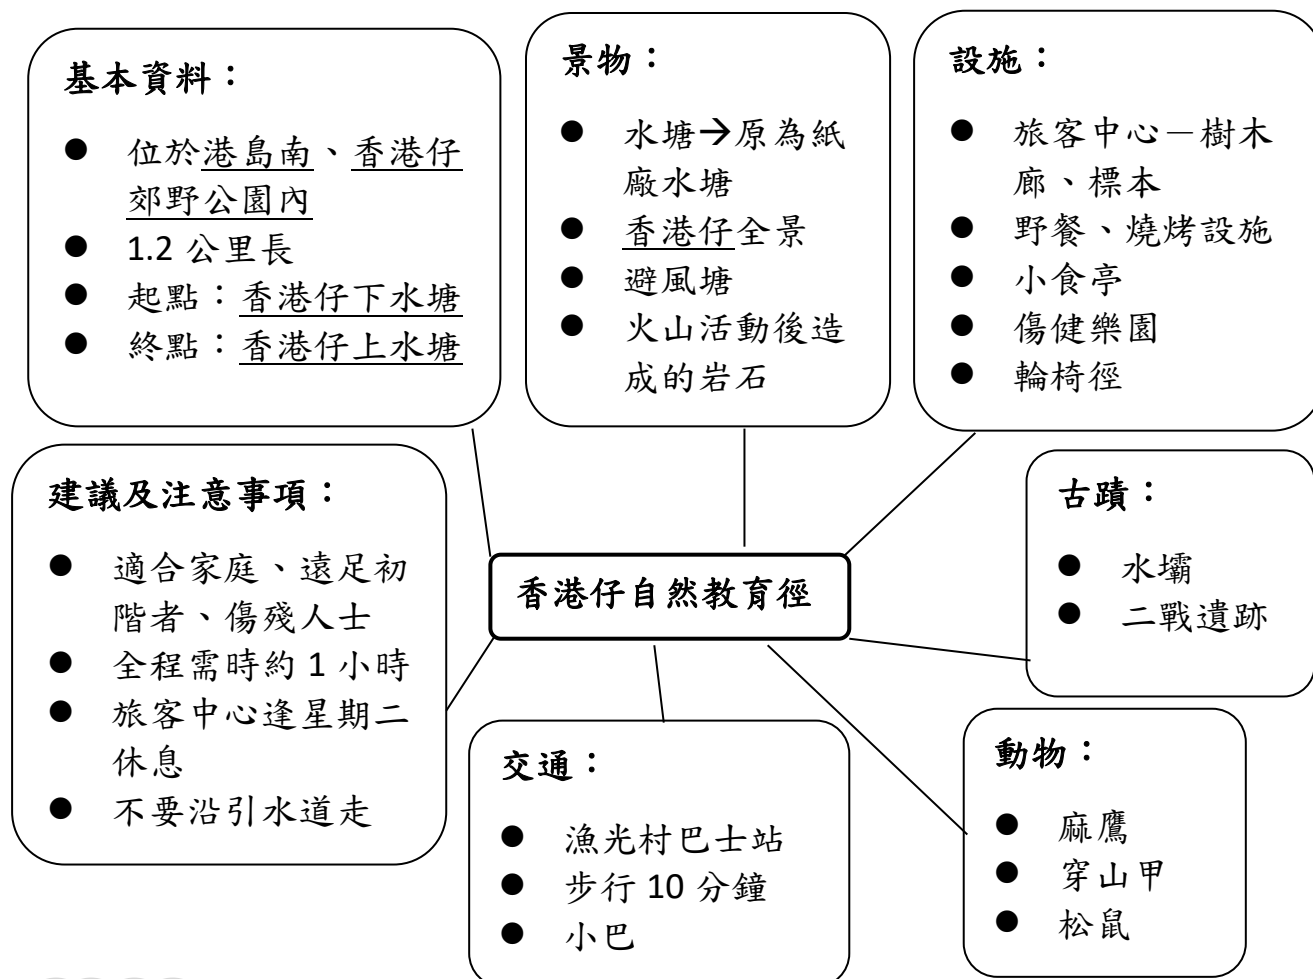 基本資料：
● 位於港島南、香港仔
郊野公園內
● 1.2 公里長
● 起點：香港仔下水塘
● 終點：香港仔上水塘
景物：
● 水塘→原為紙
廠水塘
● 香港仔全景
● 避風塘
● 火山活動後造
成的岩石
設施：
● 旅客中心－樹木
廊、標本
● 野餐、燒烤設施
● 小食亭
● 傷健樂園
● 輪椅徑
建議及注意事項：
● 適合家庭、遠足初
階者、傷殘人士
● 全程需時約 1 小時
● 旅客中心逢星期二
休息
● 不要沿引水道走
香港仔自然教育徑
古蹟：
● 水壩
● 二戰遺跡
交通：
● 漁光村巴士站
● 步行 10 分鐘
● 小巴
動物：
● 麻鷹
● 穿山甲
● 松鼠